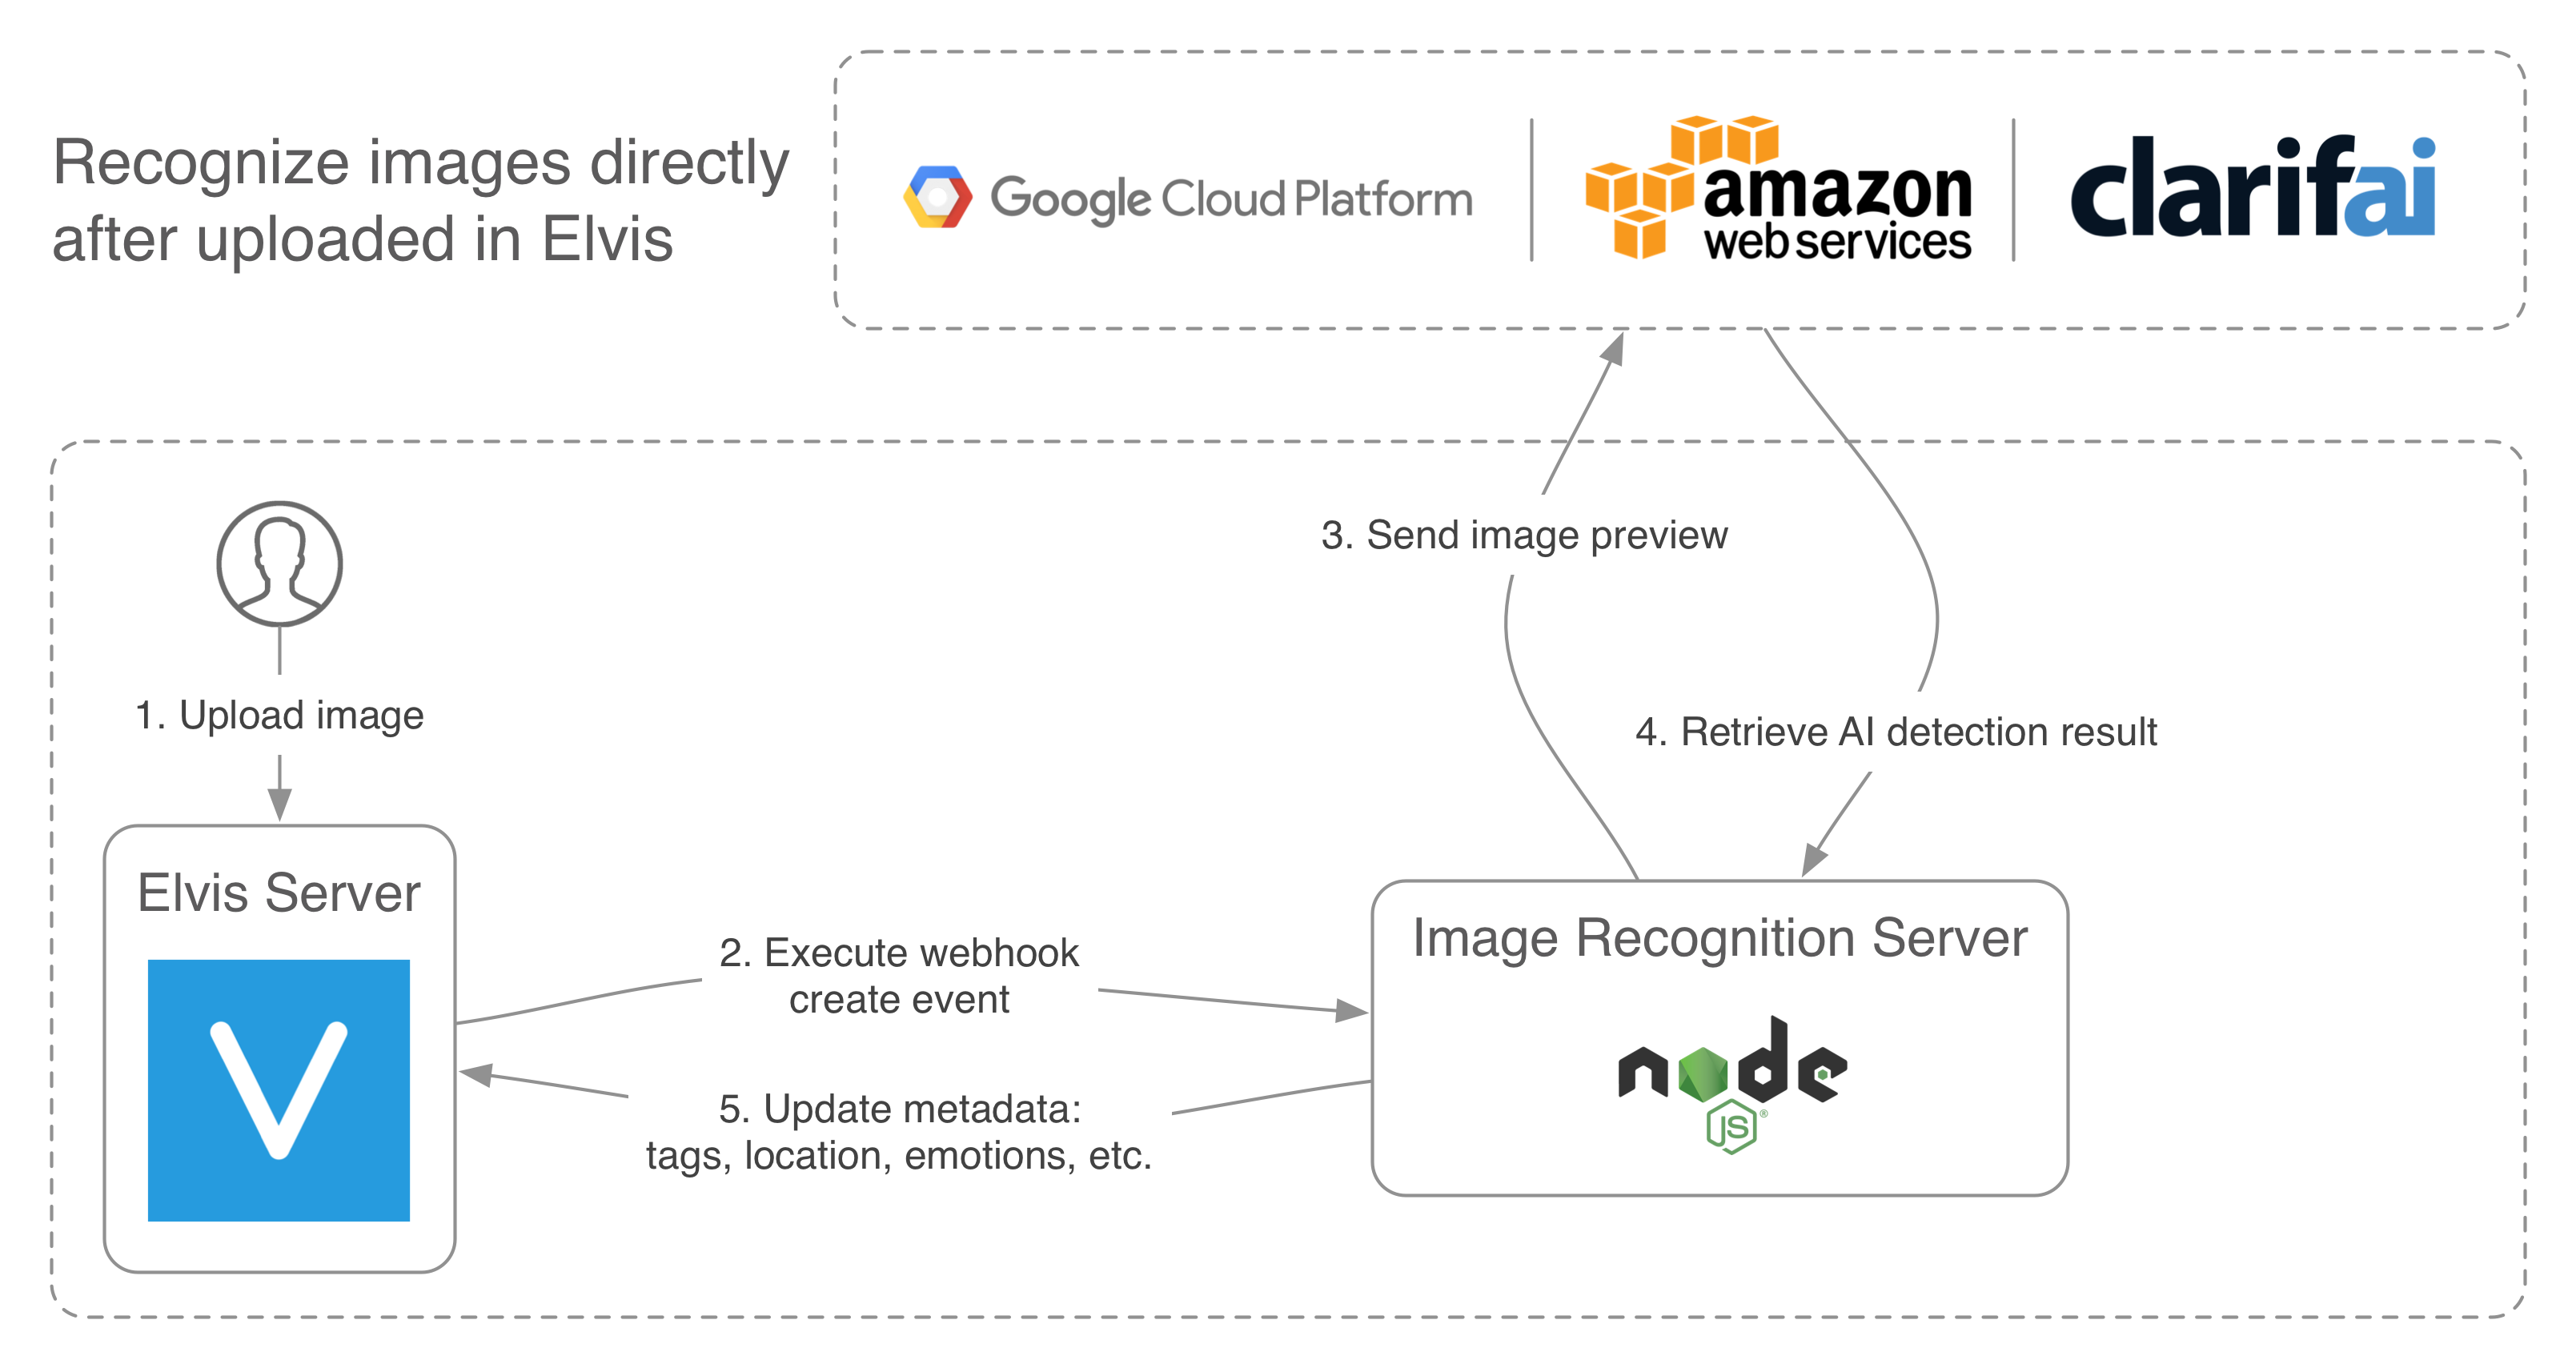 Recognize images directly
after uploaded in Elvis
Google Cloud Platform
amazon
web services
clarifai
3. Send image preview
1. Upload image
4. Retrieve AI detection result
Elvis Server
Image Recognition Server
2. Execute webhook
create event
node
JS®
5. Update metadata:
tags, location, emotions, etc.